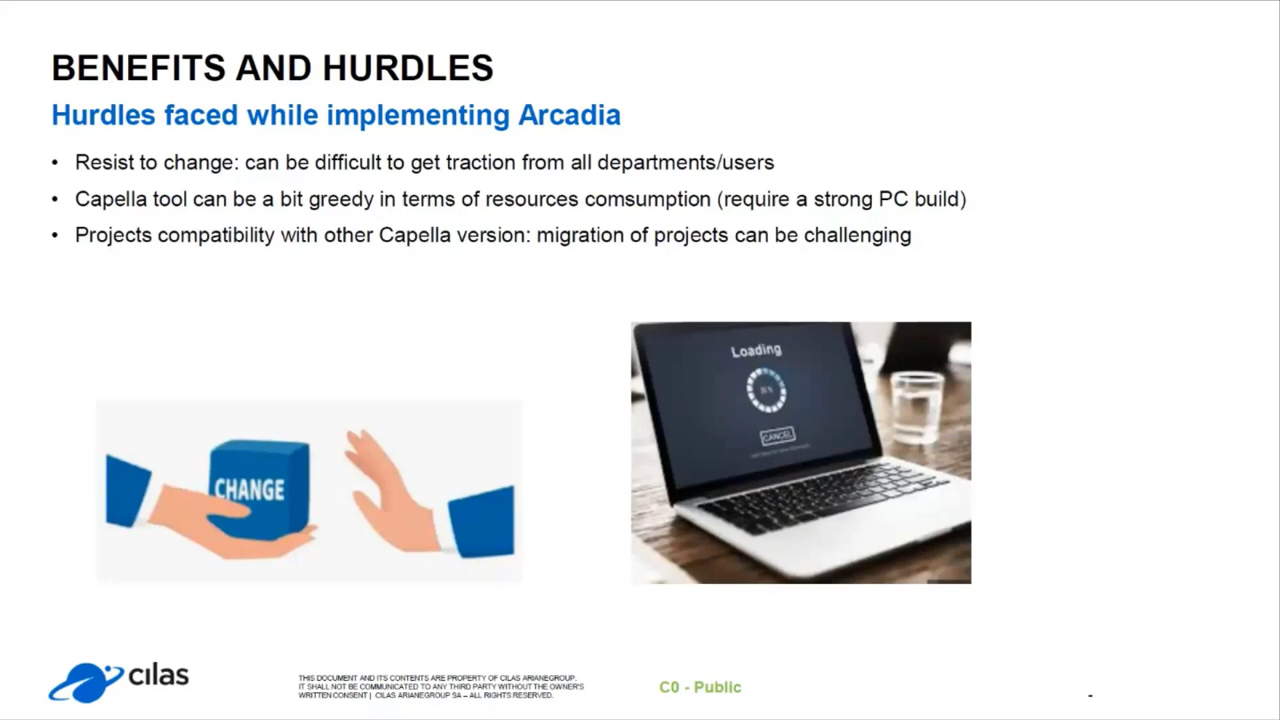 BENEFITS AND HURDLES
Hurdles faced while implementing Arcadia
• Resist to change: can be difficult to get traction from all departments/users
• Capella tool can be a bit greedy in terms of resources comsumption (require a strong PC build)
• Projects compatibility with other Capella version: migration of projects can be challenging
CHANGE
Loading
CANCEL
cılas
THIS DOCUMENT AND ITS CONTENTS ARE PROPERTY OF CILAS ARIANEGROUP.
IT SHALL NOT BE COMMUNICATED TO ANY THIRD PARTY WITHOUT THE OWNER'S
WRITTEN CONSENT | CILAS ARIANEGROUP SA – ALL RIGHTS RESERVED.
C0 - Public
-